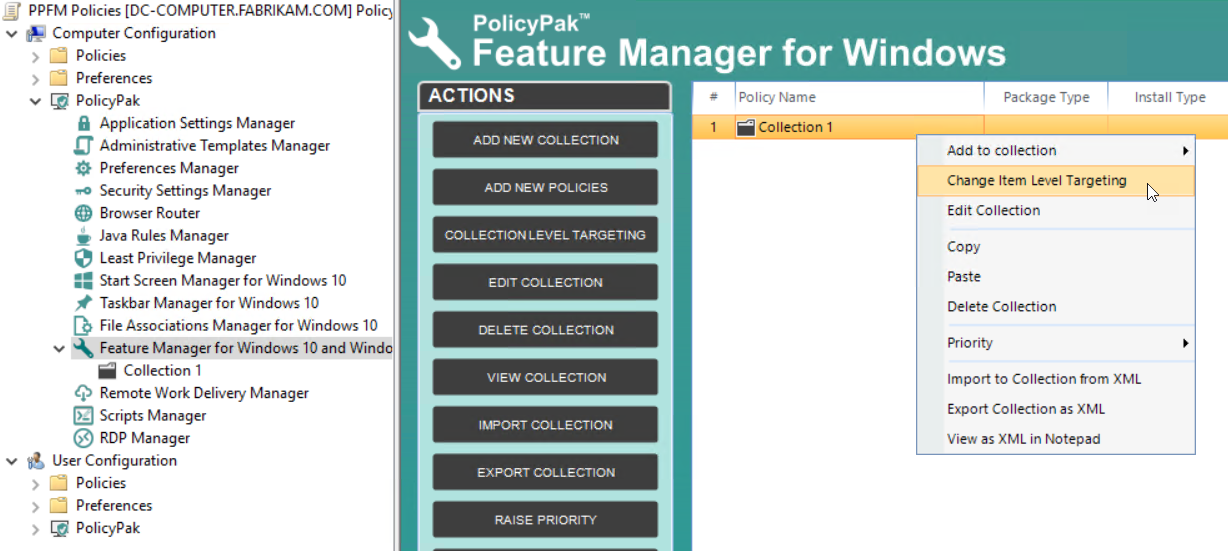 PPFM Policies [DC-COMPUTER.FABRIKAM.COM] Policy
Computer Configuration
Policies
Preferences
PolicyPak
Application Settings Manager
Administrative Templates Manager
Preferences Manager
Security Settings Manager
Browser Router
Java Rules Manager
Least Privilege Manager
Start Screen Manager for Windows 10
Taskbar Manager for Windows 10
File Associations Manager for Windows 10
Feature Manager for Windows 10 and Windo
Collection 1
Remote Work Delivery Manager
Scripts Manager
RDP Manager
User Configuration
Policies
Preferences
PolicyPak
PolicyPak™
Feature Manager for Windows
ACTIONS
ADD NEW COLLECTION
ADD NEW POLICIES
COLLECTION LEVEL TARGETING
EDIT COLLECTION
DELETE COLLECTION
VIEW COLLECTION
IMPORT COLLECTION
EXPORT COLLECTION
RAISE PRIORITY
# Policy Name Package Type Install Type
1 Collection 1
Add to collection
Change Item Level Targeting
Edit Collection
Copy
Paste
Delete Collection
Priority
Import to Collection from XML
Export Collection as XML
View as XML in Notepad